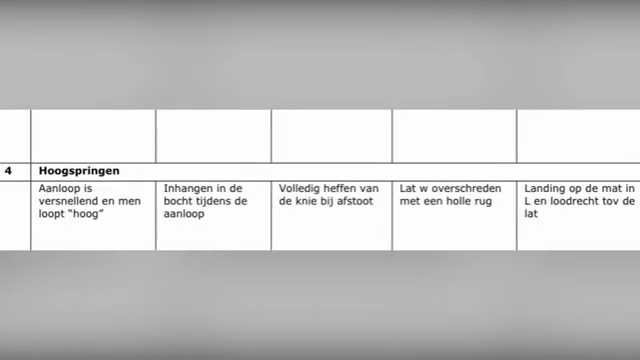 4 Hoogspringen
Aanloop is
versnellend en men
loopt “hoog”
Inhangen in de
bocht tijdens de
aanloop
Volledig heffen van
de knie bij afstoot
Lat w overschreden
met een holle rug
Landing op de mat in
L en loodrecht tov de
lat